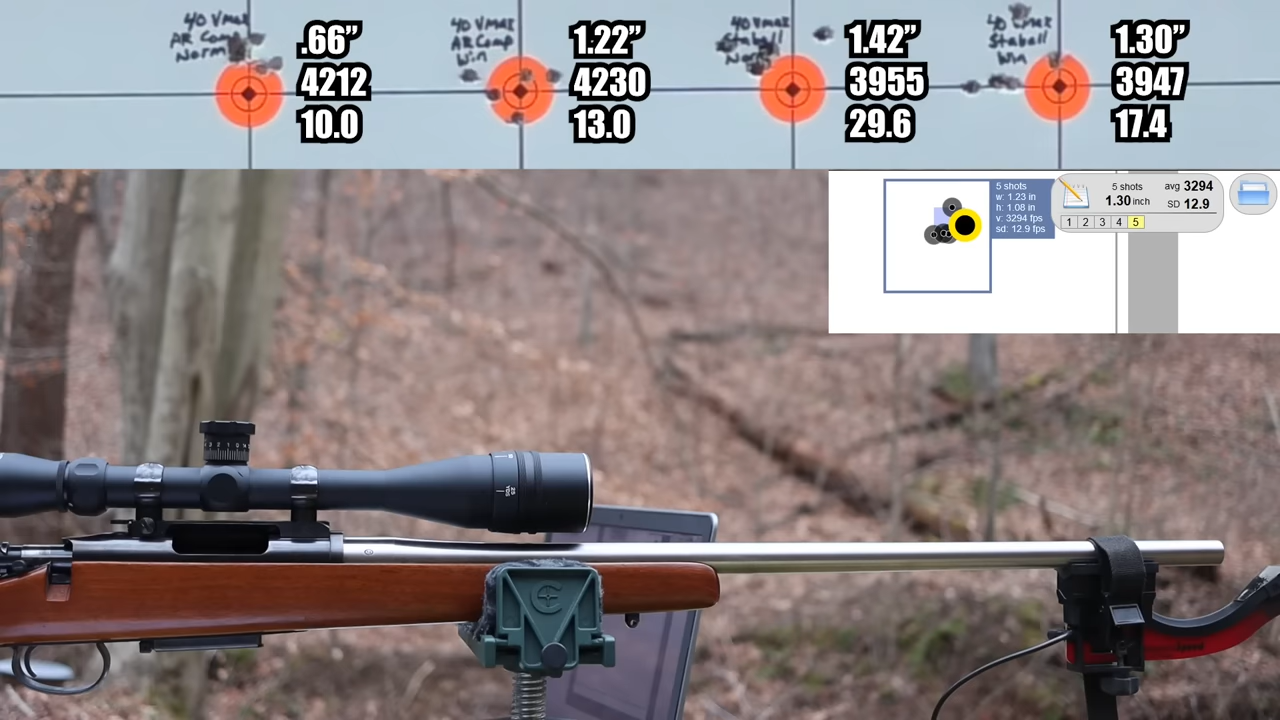 40 Vmax
AR Comp
Norm
.66”
4212
10.0
40 Vmax
AR Comp
Win
1.22”
4230
13.0
40 Vmax
Staball
Norm
1.42”
3955
29.6
40 Vmax
Staball
Win
1.30”
3947
17.4
5 shots
w: 1.23 in
h: 1.08 in
v: 3294 fps
sd: 12.9 fps
5 shots
1.30 inch
avg 3294
SD 12.9
1 2 3 4 5
25
YDS